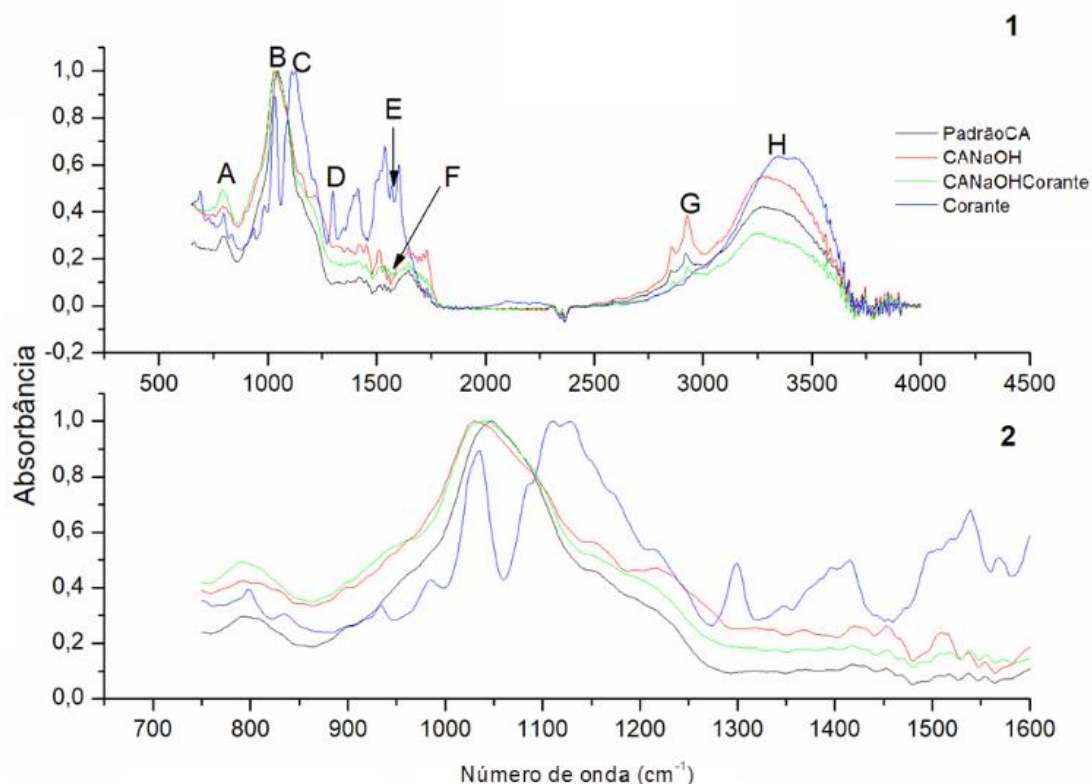 1
1,0
0,8
0,6
0,4
0,2
0,0
-0,2
A
B
C
D
E
F
G
H
PadrãoCA
CANaOH
CANaOHCorante
Corante
500 1000 1500 2000 2500 3000 3500 4000 4500
Absorbância
2
1,0
0,8
0,6
0,4
0,2
0,0
700 800 900 1000 1100 1200 1300 1400 1500 1600
Número de onda (cm⁻¹)